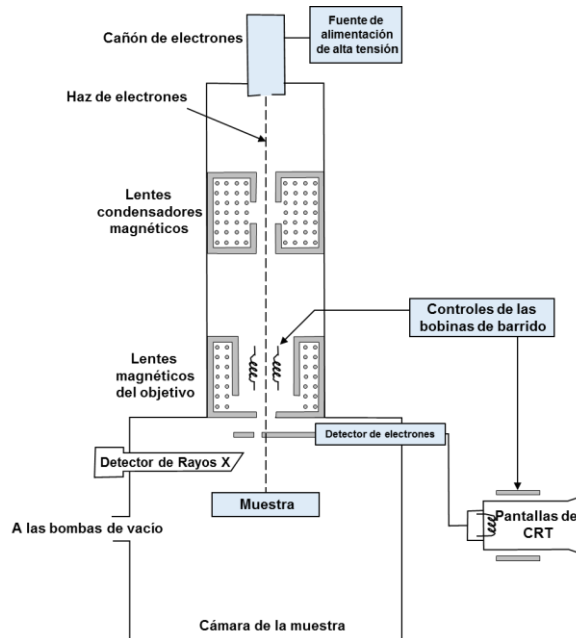 Cañón de electrones
Fuente de
alimentación
de alta tensión
Haz de electrones
Lentes
condensadores
magnéticos
Controles de las
bobinas de barrido
Lentes
magnéticos
del objetivo
Detector de electrones
Detector de Rayos X
Muestra
A las bombas de vacío
Pantallas de
CRT
Cámara de la muestra